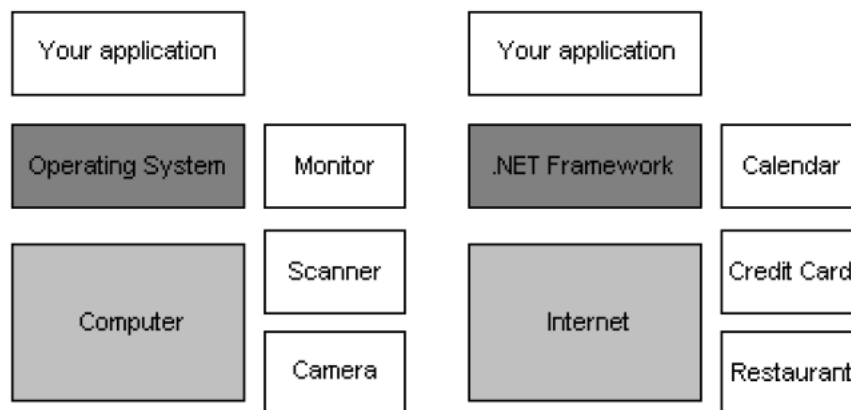 Your application
Operating System
Monitor
Computer
Scanner
Camera
Your application
.NET Framework
Calendar
Internet
Credit Card
Restaurant